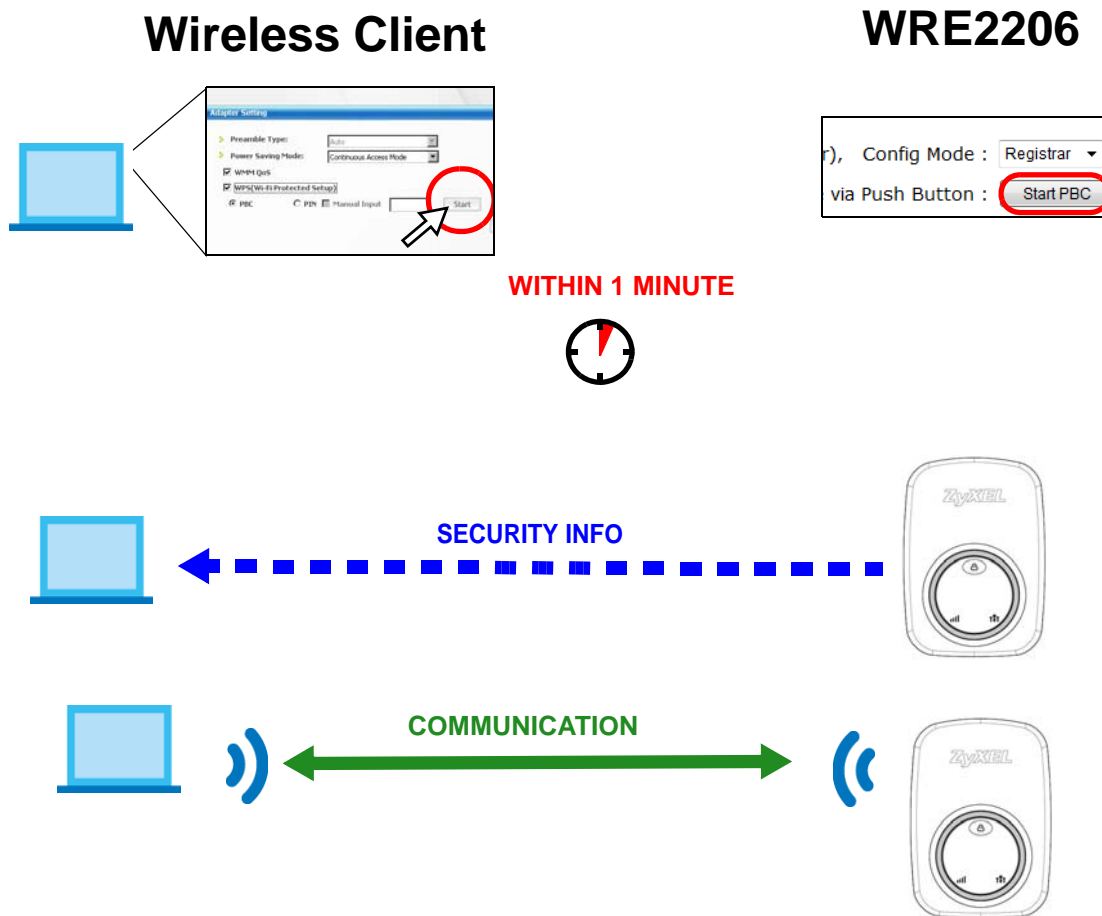 Wireless Client
WRE2206
Adapter Setting
Preamble Type: Auto
Power Saving Mode: Continuous Access Mode
WMM QoS
WPS(Wi-Fi Protected Setup)
PBC PIN Manual Input Start
r), Config Mode : Registrar
via Push Button : Start PBC
WITHIN 1 MINUTE
SECURITY INFO
ZyXEL
COMMUNICATION
ZyXEL